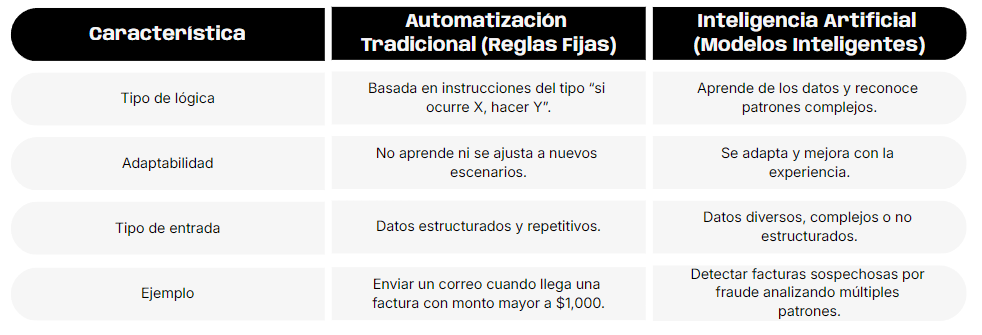 Característica
Automatización
Tradicional (Reglas Fijas)
Inteligencia Artificial
(Modelos Inteligentes)
Tipo de lógica
Basada en instrucciones del tipo “si
ocurre X, hacer Y”.
Aprende de los datos y reconoce
patrones complejos.
Adaptabilidad
No aprende ni se ajusta a nuevos
escenarios.
Se adapta y mejora con la
experiencia.
Tipo de entrada
Datos estructurados y repetitivos.
Datos diversos, complejos o no
estructurados.
Ejemplo
Enviar un correo cuando llega una
factura con monto mayor a $1,000.
Detectar facturas sospechosas por
fraude analizando múltiples
patrones.